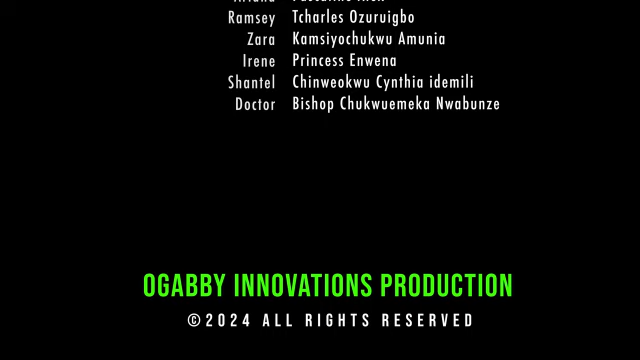 Ramsey Tcharles Ozuruigbo
Zara Kamsiyochukwu Amunia
Irene Princess Enwena
Shantel Chinweokwu Cynthia idemili
Doctor Bishop Chukwuemeka Nwabunze
OGABBY INNOVATIONS PRODUCTION
©2024 ALL RIGHTS RESERVED